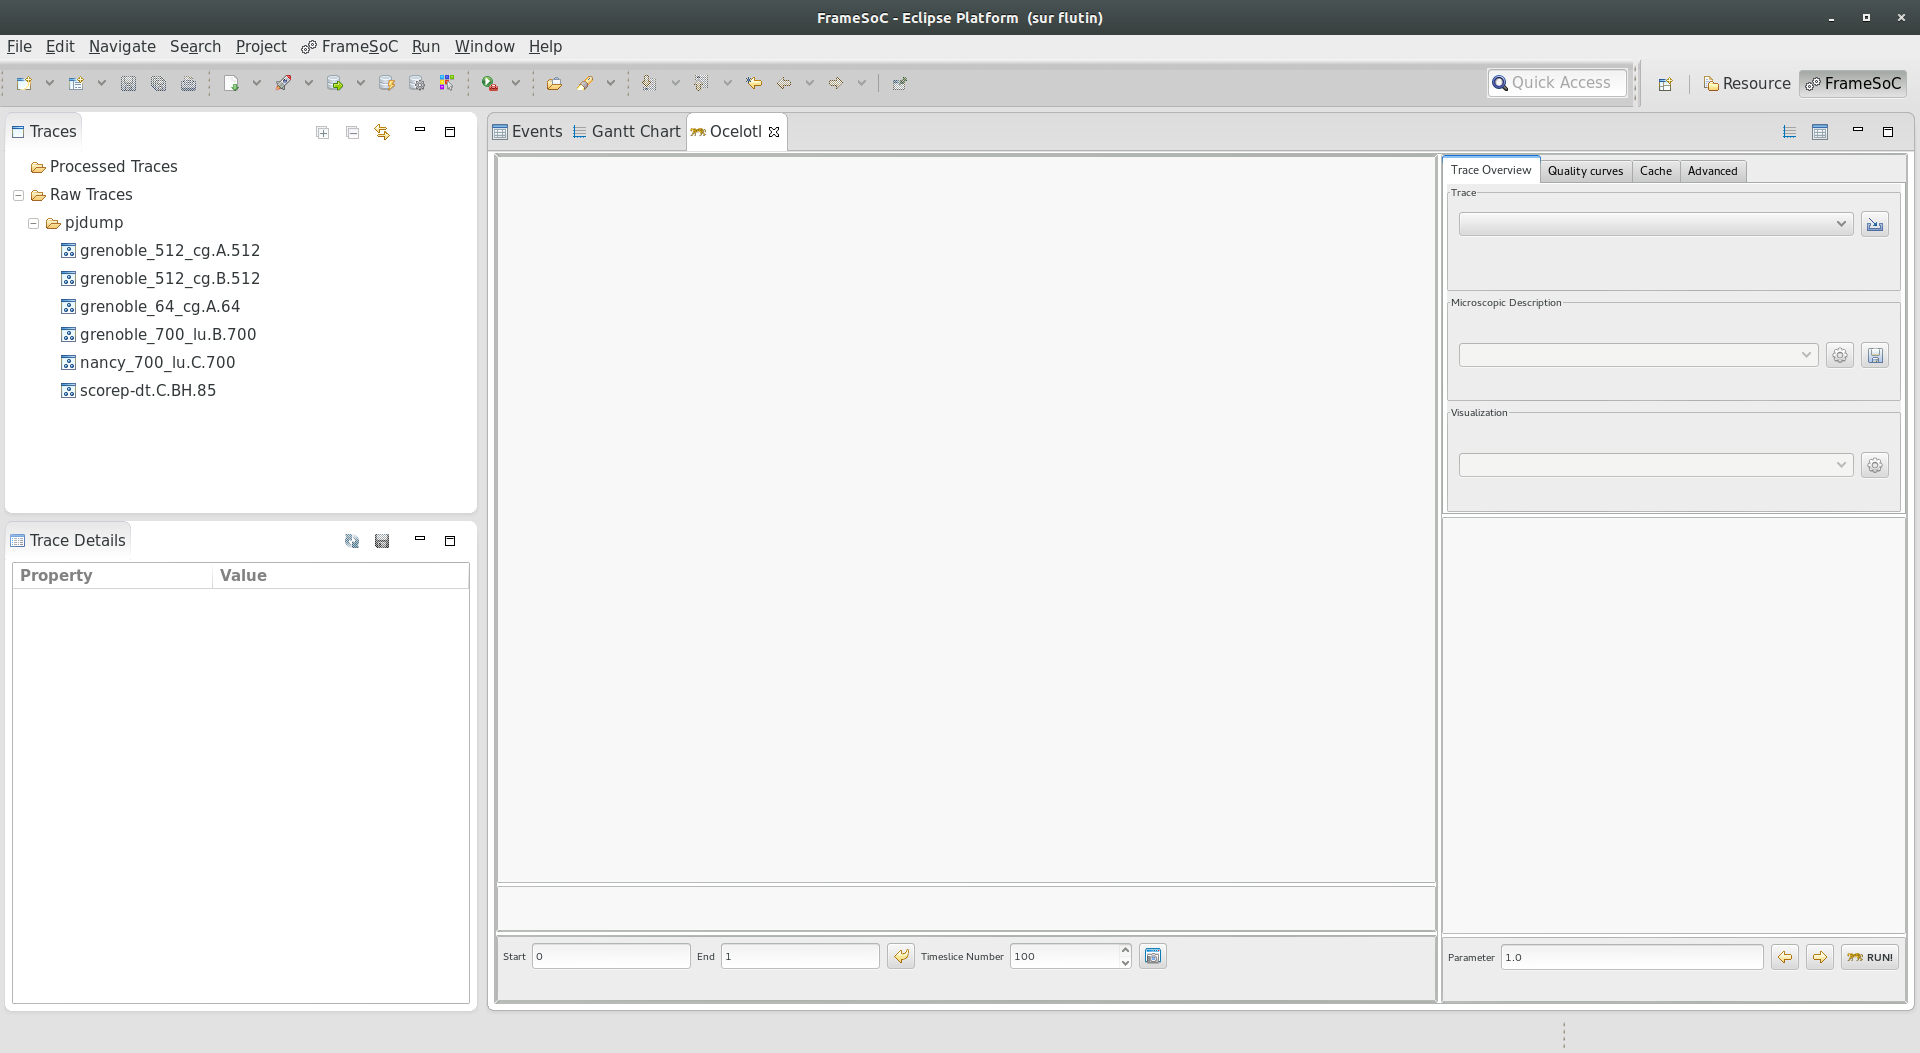 FrameSoC - Eclipse Platform (sur flutin)
File Edit Navigate Search Project FrameSoC Run Window Help
Quick Access
Resource
FrameSoC
Traces
Processed Traces
Raw Traces
pjdump
grenoble_512_cg.A.512
grenoble_512_cg.B.512
grenoble_64_cg.A.64
grenoble_700_lu.B.700
nancy_700_lu.C.700
scorep-dt.C.BH.85
Trace Details
Property Value
Events Gantt Chart Ocelotl
Trace Overview Quality curves Cache Advanced
Trace
Microscopic Description
Visualization
Start 0 End 1 Timeslice Number 100
Parameter 1.0 RUN!